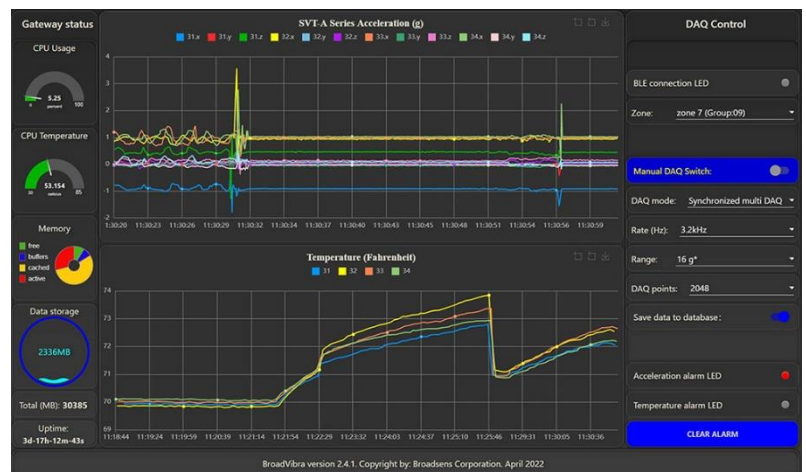 Gateway status
CPU Usage
5.25
percent
0
100
CPU Temperature
53.154
celsius
30
85
Memory
free
buffers
cached
active
Data storage
2336MB
Total (MB): 30385
Uptime:
3d-17h-12m-43s
SVT-A Series Acceleration (g)
31.x 31.y 31.z 32.x 32.y 32.z 33.x 33.y 33.z 34.x 34.y 34.z
4
3
2
1
0
-1
-2
1:30:20 11:30:23 11:30:26 11:30:29 11:30:32 11:30:34 11:30:37 11:30:40 11:30:43 11:30:45 11:30:48 11:30:51 11:30:54 11:30:56 11:30:59
Temperature (Fahrenheit)
31 32 33 34
74
73
72
71
70
69
11:18:44 11:19:24 11:19:59 11:20:39 11:21:14 11:21:54 11:22:29 11:23:32 11:24:03 11:24:37 11:25:10 11:25:46 11:29:31 11:30:05 11:30:36
DAQ Control
BLE connection LED
Zone: zone 7 (Group:09)
Manual DAQ Switch:
DAQ mode: Synchronized multi DAQ
Rate (Hz): 3.2kHz
Range: 16 g*
DAQ points: 2048
Save data to database:
Acceleration alarm LED
Temperature alarm LED
CLEAR ALARM
BroadVibra version 2.4.1. Copyright by: Broadsens Corporation. April 2022